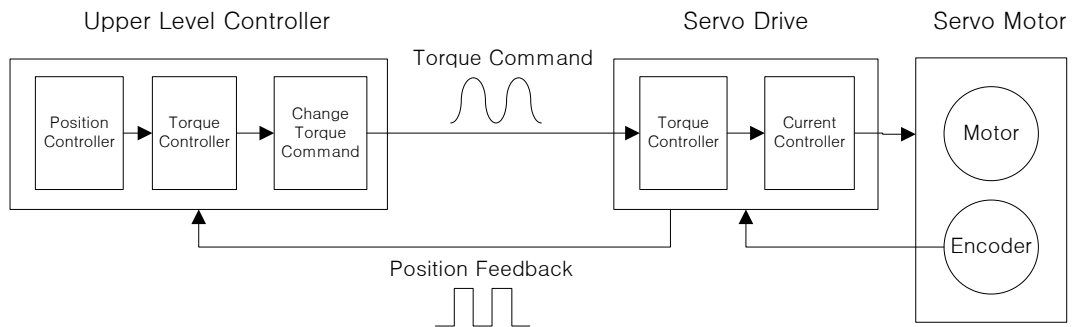 Upper Level Controller
Servo Drive
Servo Motor
Torque Command
Position
Controller
Torque
Controller
Change
Torque
Command
Torque
Controller
Current
Controller
Motor
Encoder
Position Feedback